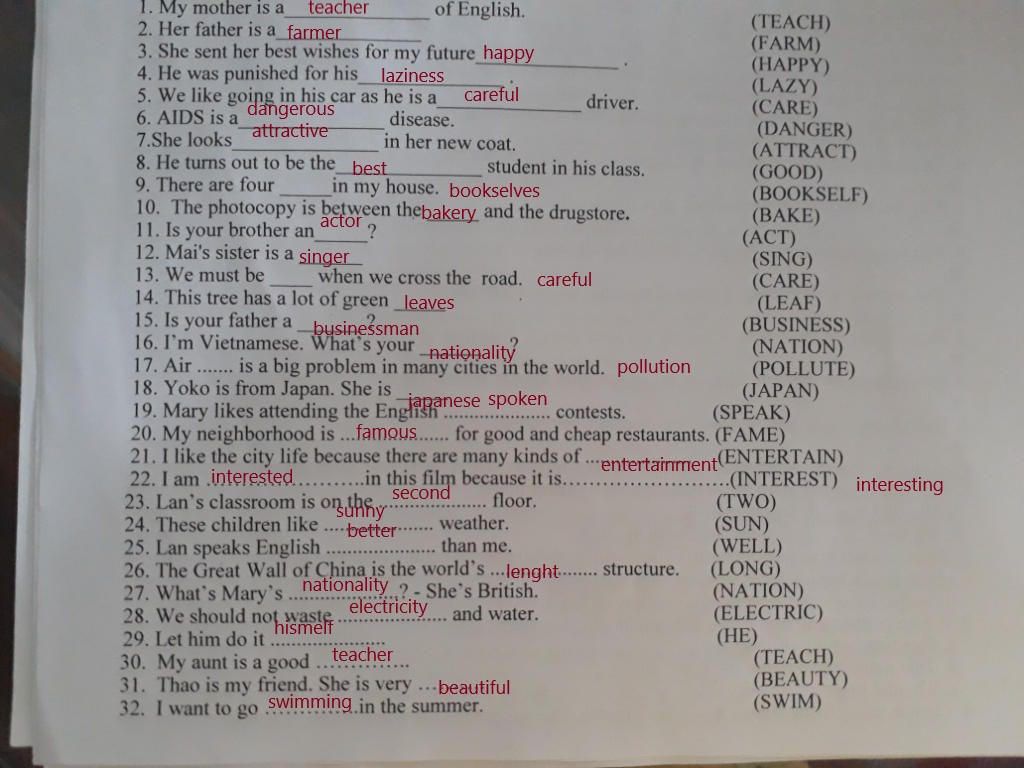 1. My mother is a teacher of English. (TEACH)
2. Her father is a farmer (FARM)
3. She sent her best wishes for my future happy . (HAPPY)
4. He was punished for his laziness . (LAZY)
5. We like going in his car as he is a careful driver. (CARE)
6. AIDS is a dangerous disease. (DANGER)
7.She looks attractive in her new coat. (ATTRACT)
8. He turns out to be the best student in his class. (GOOD)
9. There are four _____ in my house. bookselves (BOOKSELF)
10. The photocopy is between the bakery and the drugstore. (BAKE)
11. Is your brother an actor ? (ACT)
12. Mai's sister is a singer (SING)
13. We must be ____ when we cross the road. careful (CARE)
14. This tree has a lot of green leaves (LEAF)
15. Is your father a businessman ? (BUSINESS)
16. I'm Vietnamese. What's your nationality ? (NATION)
17. Air ....... is a big problem in many cities in the world. pollution (POLLUTE)
18. Yoko is from Japan. She is japanese (JAPAN)
19. Mary likes attending the English spoken .................... contests. (SPEAK)
20. My neighborhood is ...famous...... for good and cheap restaurants. (FAME)
21. I like the city life because there are many kinds of ...entertainment (ENTERTAIN)
22. I am .interested............in this film because it is..............................(INTEREST) interesting
23. Lan's classroom is on the second ................... floor. (TWO)
24. These children like sunny .................... weather. (SUN)
25. Lan speaks English better .................... than me. (WELL)
26. The Great Wall of China is the world's ...lenght........ structure. (LONG)
27. What's Mary's nationality ....................? - She's British. (NATION)
28. We should not waste electricity .................... and water. (ELECTRIC)
29. Let him do it hismelf ..................... (HE)
30. My aunt is a good teacher ............... (TEACH)
31. Thao is my friend. She is very ...beautiful (BEAUTY)
32. I want to go swimming ...............in the summer. (SWIM)